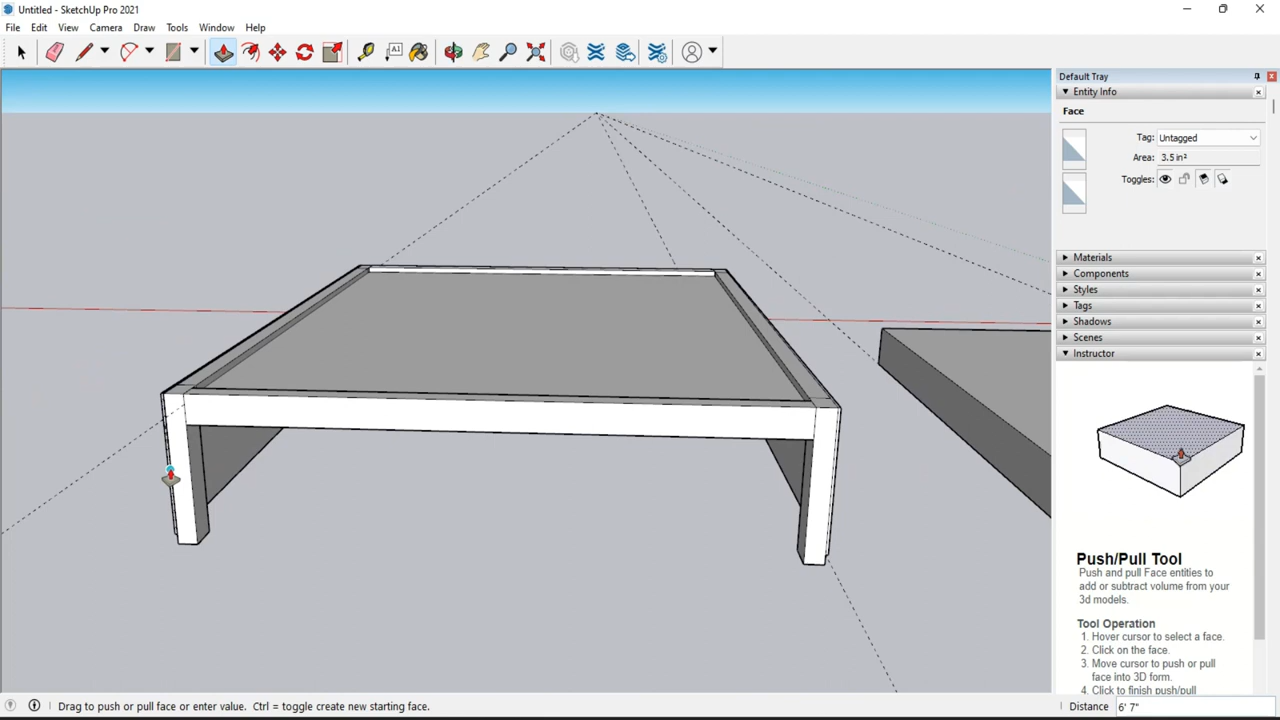 Untitled - SketchUp Pro 2021
File Edit View Camera Draw Tools Window Help
A1
Default Tray
Entity Info
Face
Tag: Untagged
Area: 3.5 in²
Toggles:
Materials
Components
Styles
Tags
Shadows
Scenes
Instructor
Push/Pull Tool
Push and pull Face entities to
add or subtract volume from your
3d models.
Tool Operation
1. Hover cursor to select a face.
2. Click on the face.
3. Move cursor to push or pull
face into 3D form.
4. Click to finish push/pull
Drag to push or pull face or enter value. Ctrl = toggle create new starting face.
Distance 6' 7"